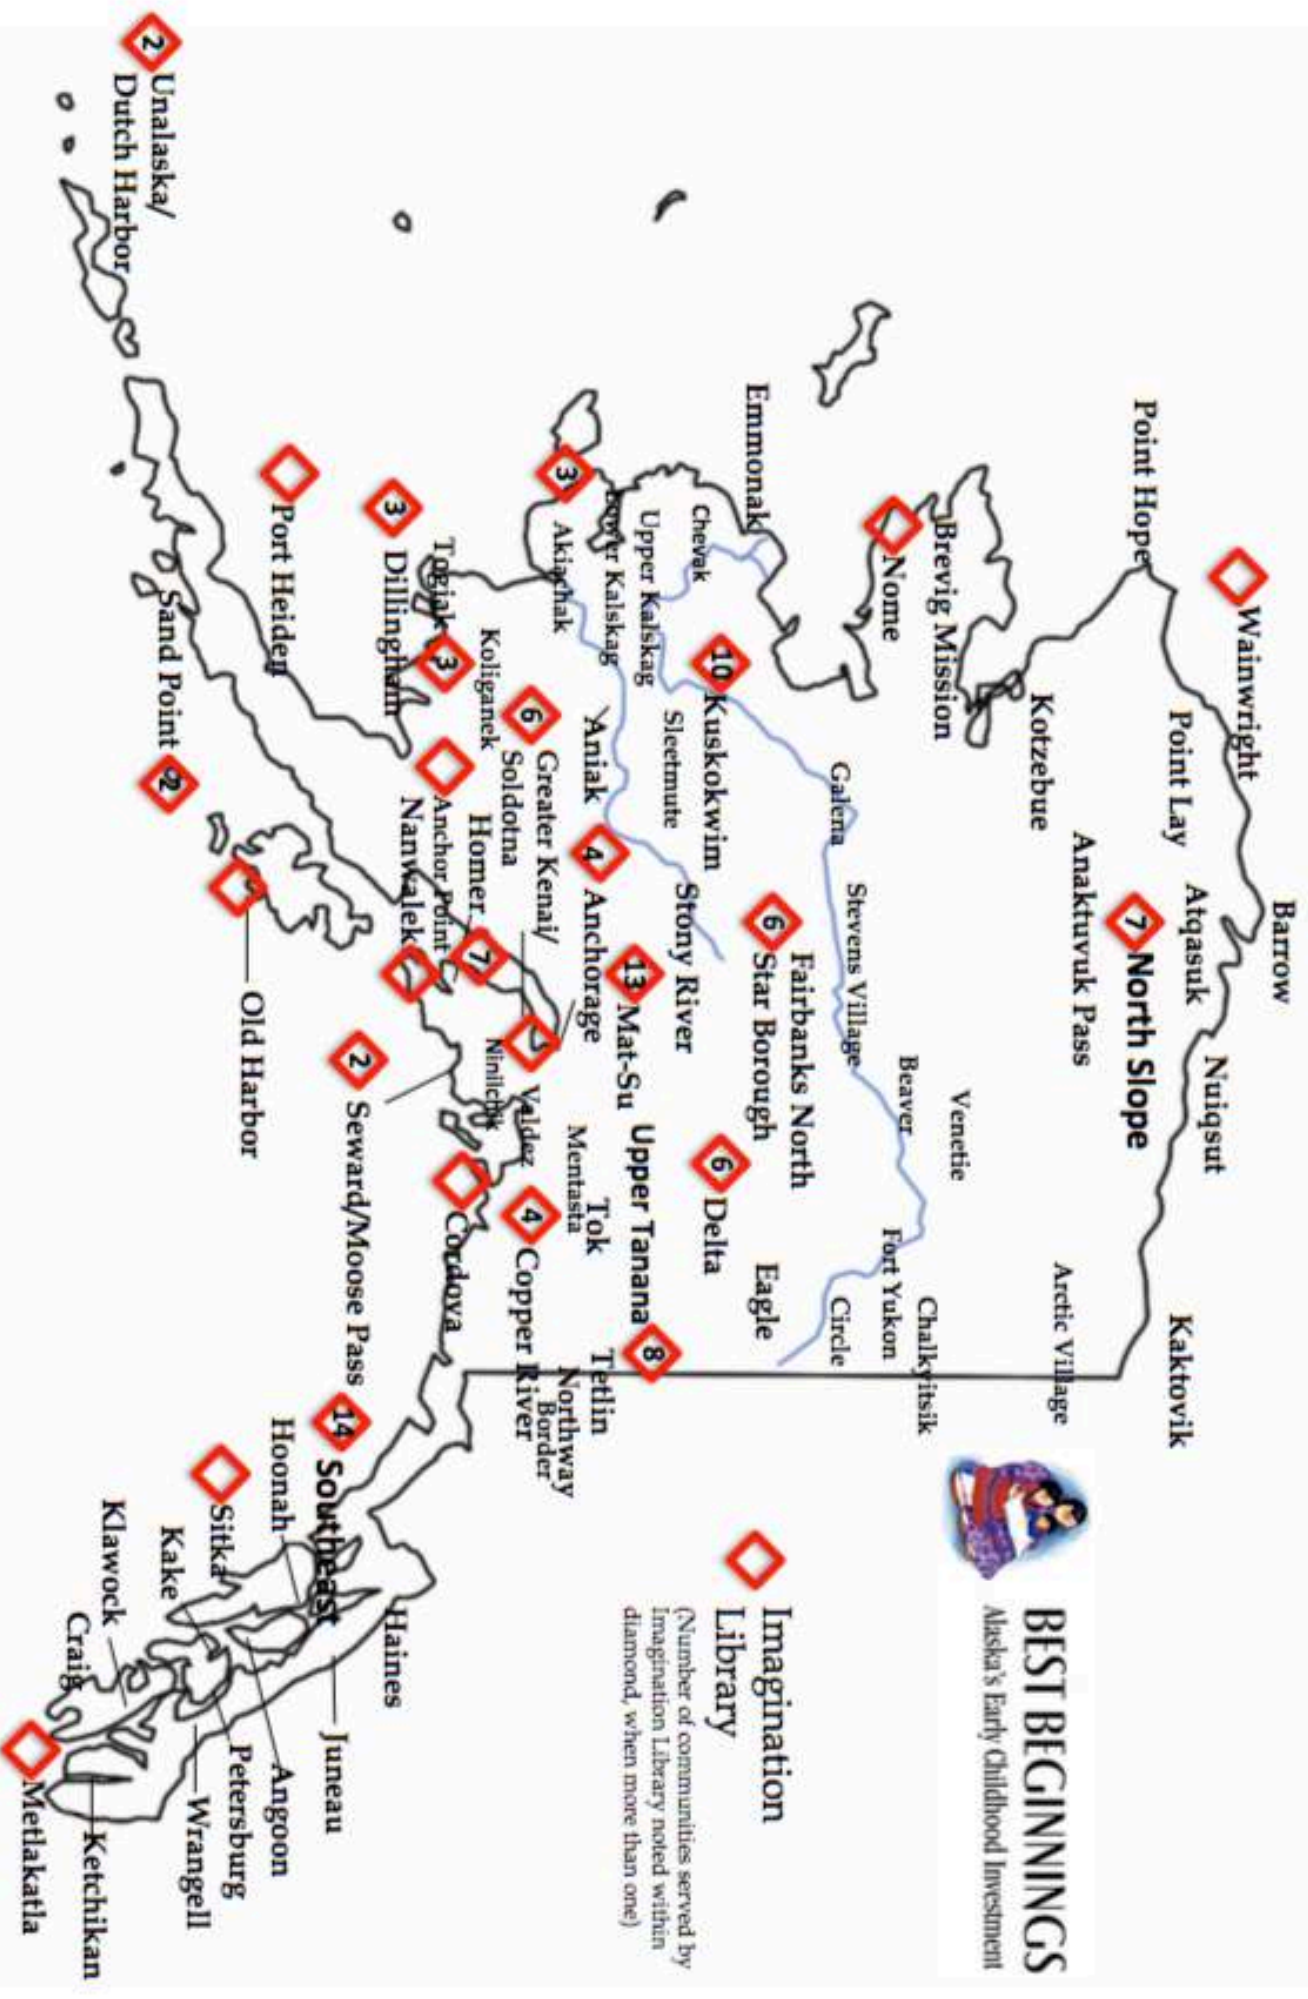 BEST BEGINNINGS
Alaska's Early Childhood Investment
Imagination
Library
(Number of communities served by
Imagination Library noted within
diamond, when more than one)
Barrow
Wainwright
Point Lay
Atqasuk
Nuiqsut
Kaktovik
Point Hope
7 North Slope
Anaktuvuk Pass
Arctic Village
Kotzebue
Venetie
Chalkyitsik
Brevig Mission
Beaver
Fort Yukon
Nome
Stevens Village
Circle
Galena
Fairbanks North
6 Star Borough
Eagle
Emmonak
10 Kuskokwim
6 Delta
Chevak
Sleetmute
Stony River
Upper Kalskag
13 Mat-Su
Upper Tanana 8
Lower Kalskag
Aniak
4 Anchorage
Tok
Mentasta
Tetlin
Northway
Border
3
Akiachak
6 Greater Kenai/
Soldotna
Valdez
4 Copper River
Koliganek
Homer
7
Ninilchik
Togiak
3
Anchor Point
Nanwalek
Cordova
3 Dillingham
2 Seward/Moose Pass
Port Heiden
Old Harbor
Sand Point 2
2 Unalaska/
Dutch Harbor
14 Southeast
Haines
Juneau
Hoonah
Angoon
Sitka
Petersburg
Kake
Wrangell
Klawock
Craig
Ketchikan
Metlakatla